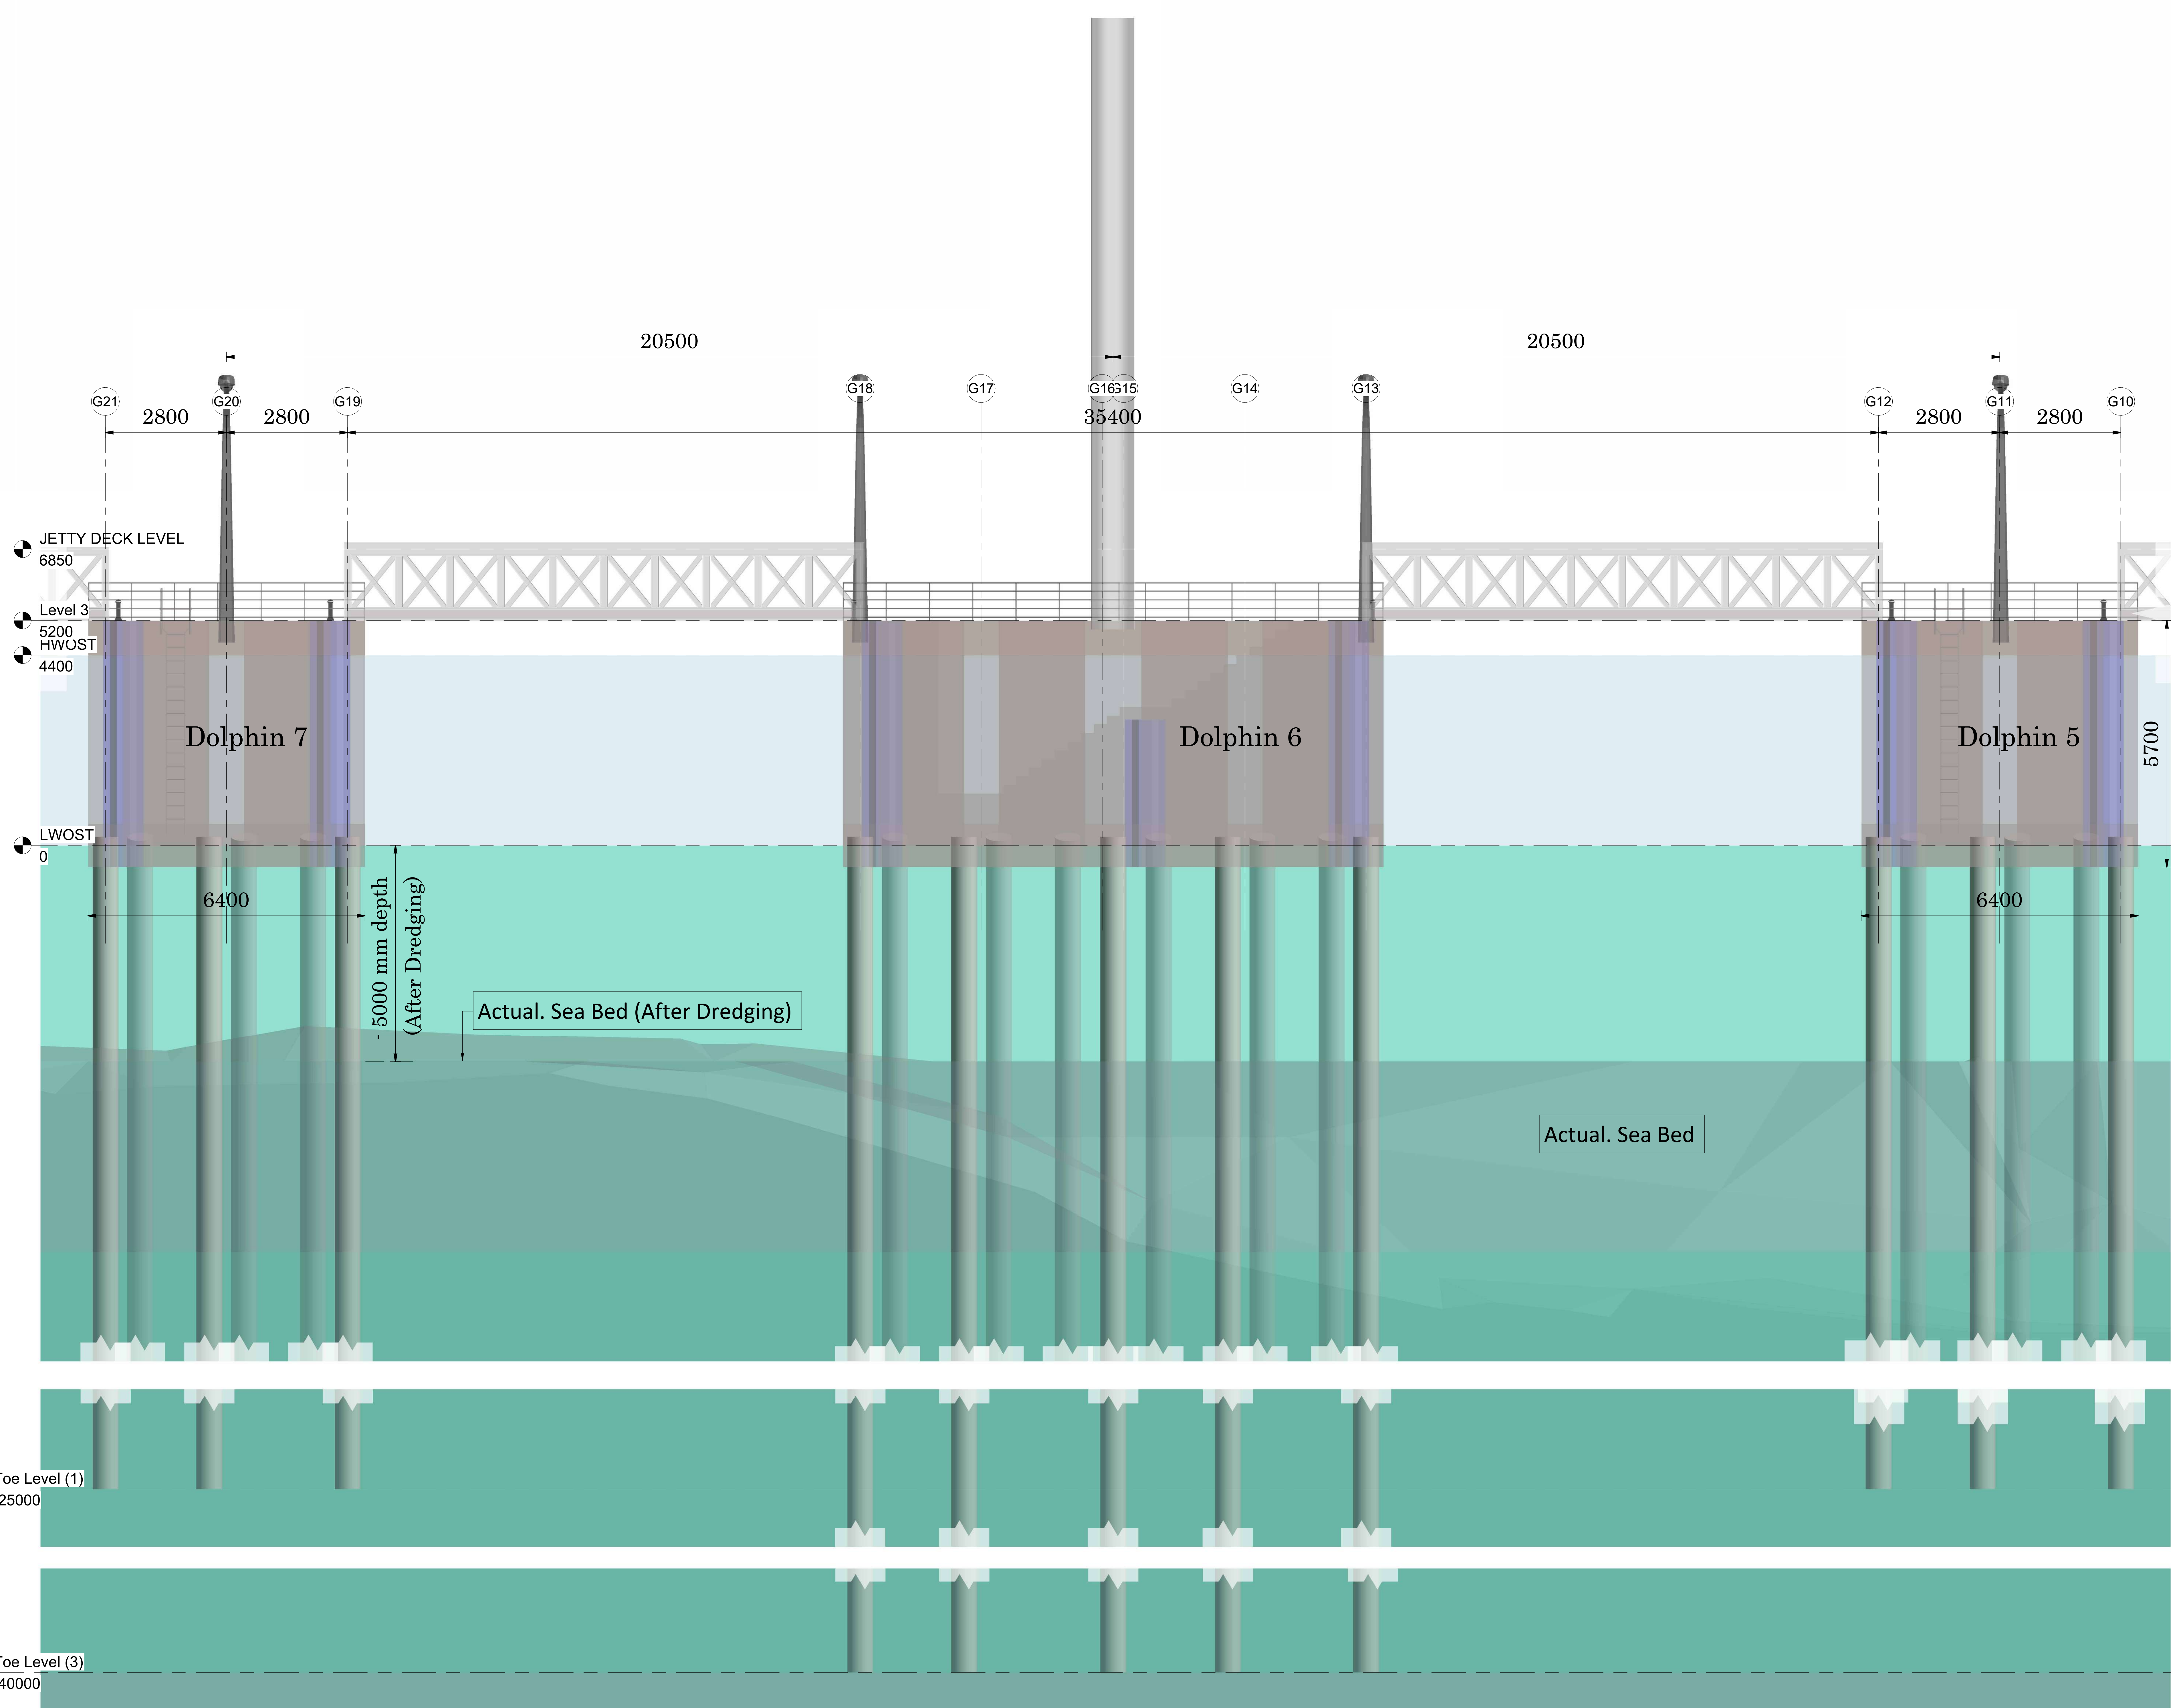 20500
20500
G21
G20
G19
G18
G17
G16
G15
G14
G13
G12
G11
G10
2800
2800
35400
2800
2800
JETTY DECK LEVEL
6850
Level 3
5200
HWOST
4400
Dolphin 7
Dolphin 6
Dolphin 5
5700
LWOST
0
6400
6400
- 5000 mm depth
(After Dredging)
Actual. Sea Bed (After Dredging)
Actual. Sea Bed
Toe Level (1)
25000
Toe Level (3)
40000